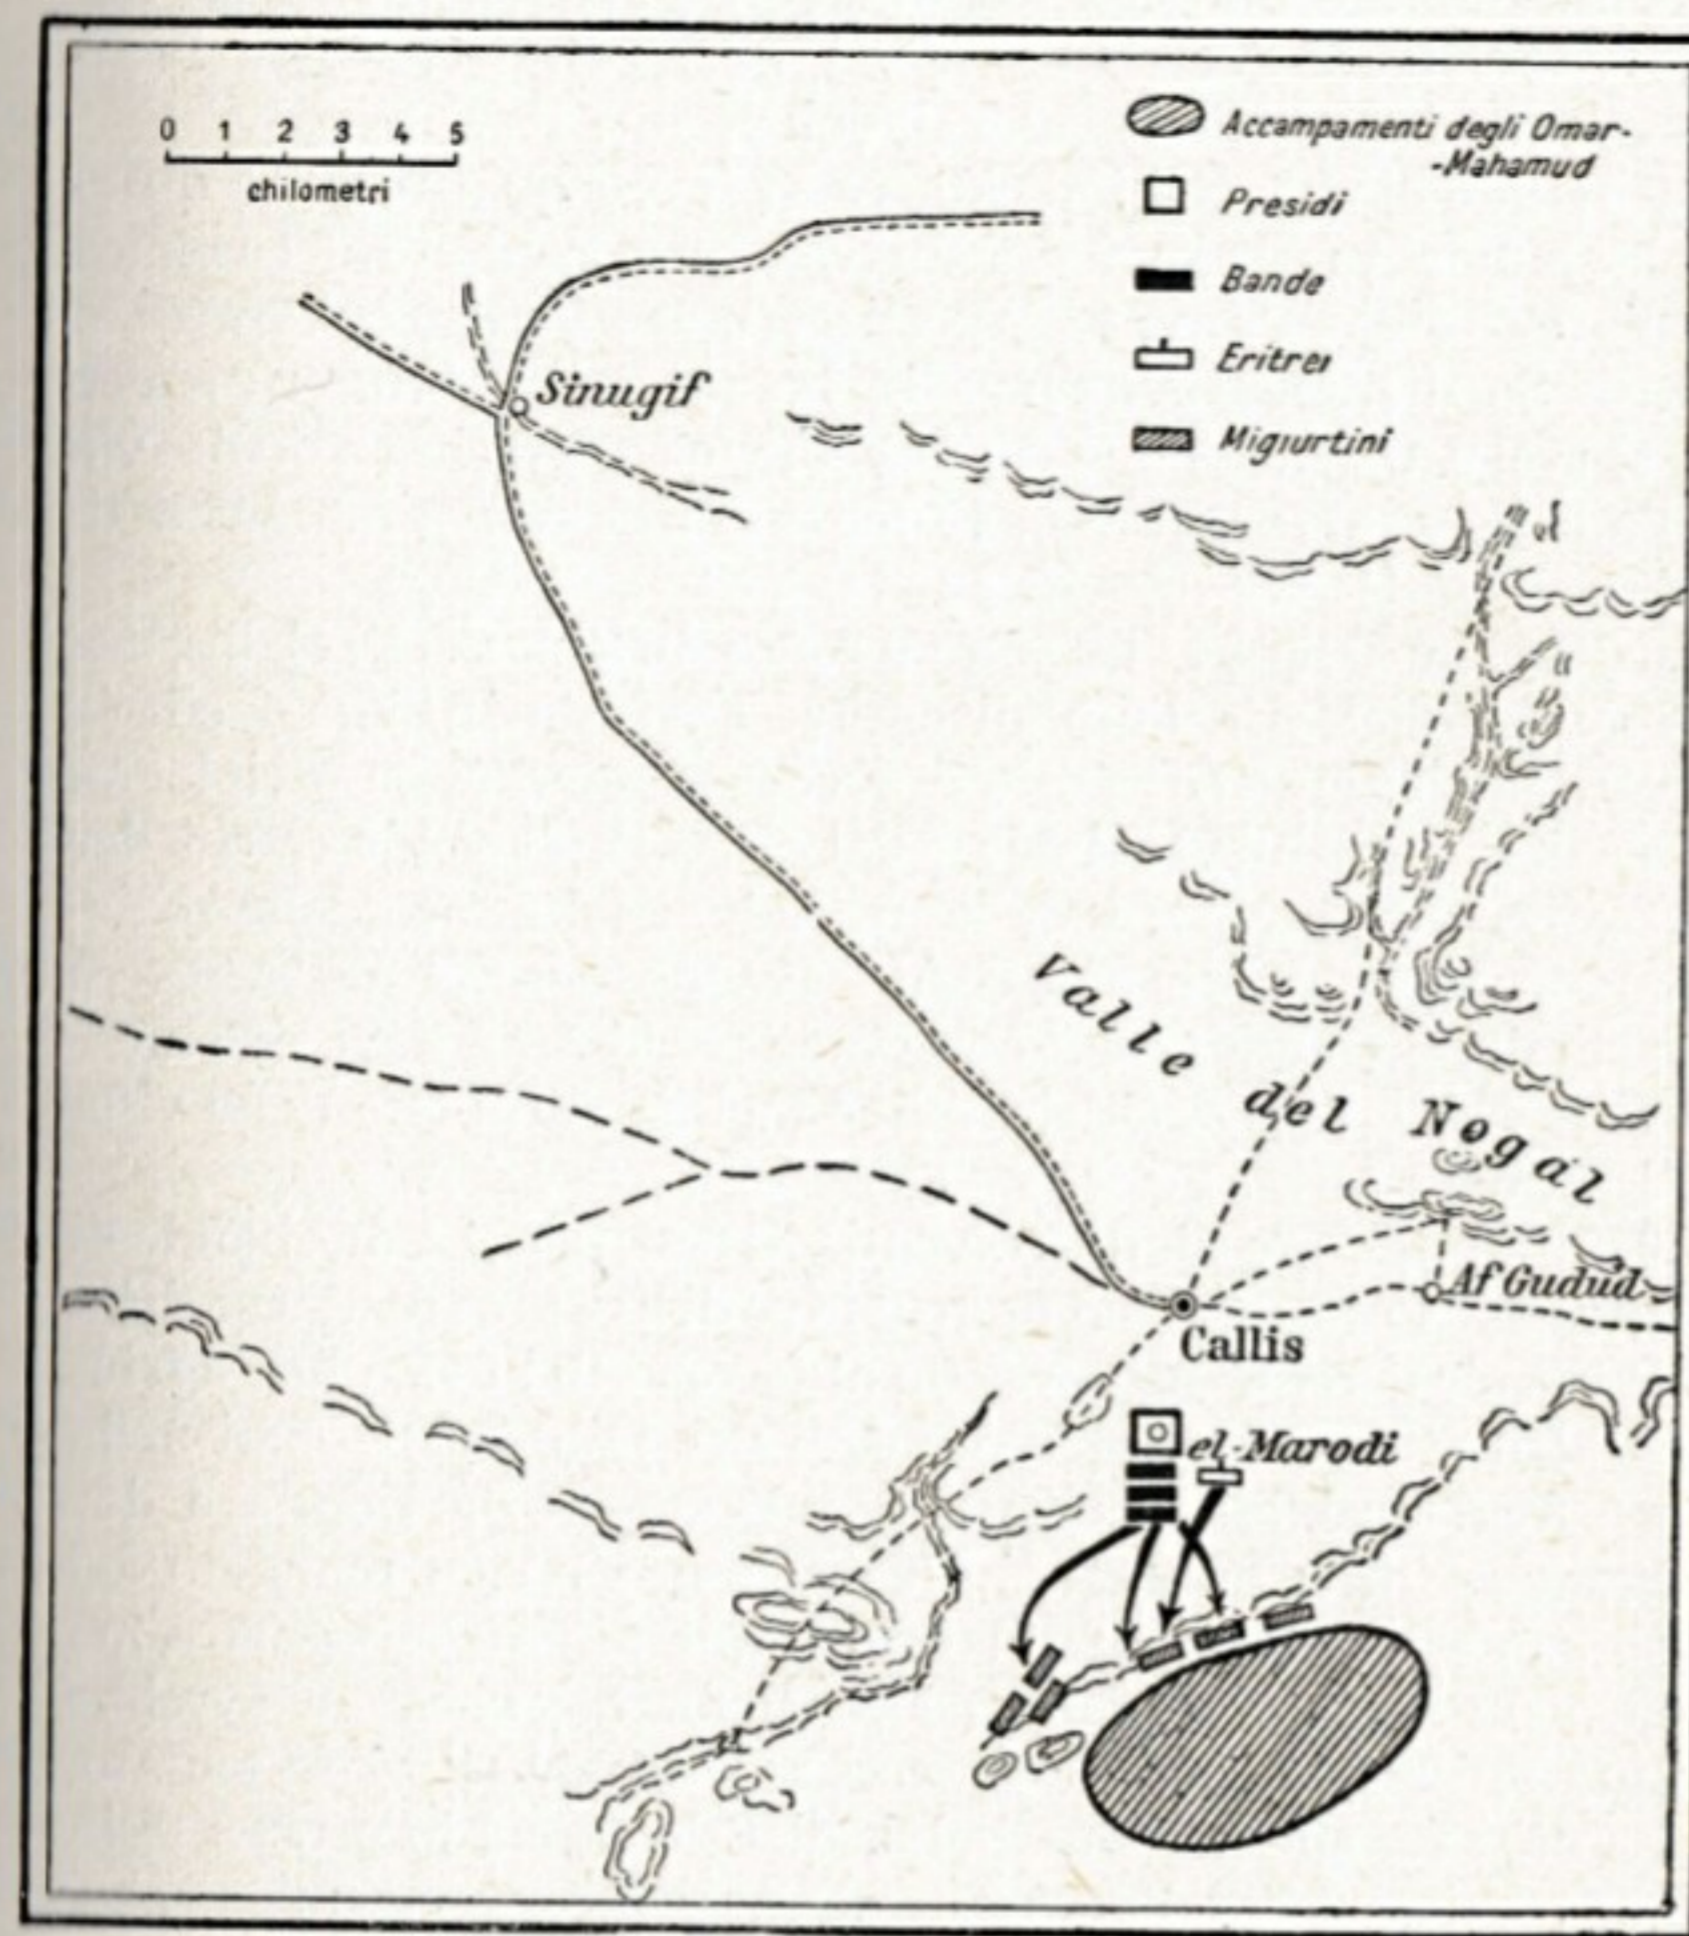 0 1 2 3 4 5
chilometri
Accampamenti degli Omar-
-Mahamud
Presidi
Bande
Eritrei
Migiurtini
Sinugif
Valle del Nogal
Af Gudud
Callis
el-Marodi